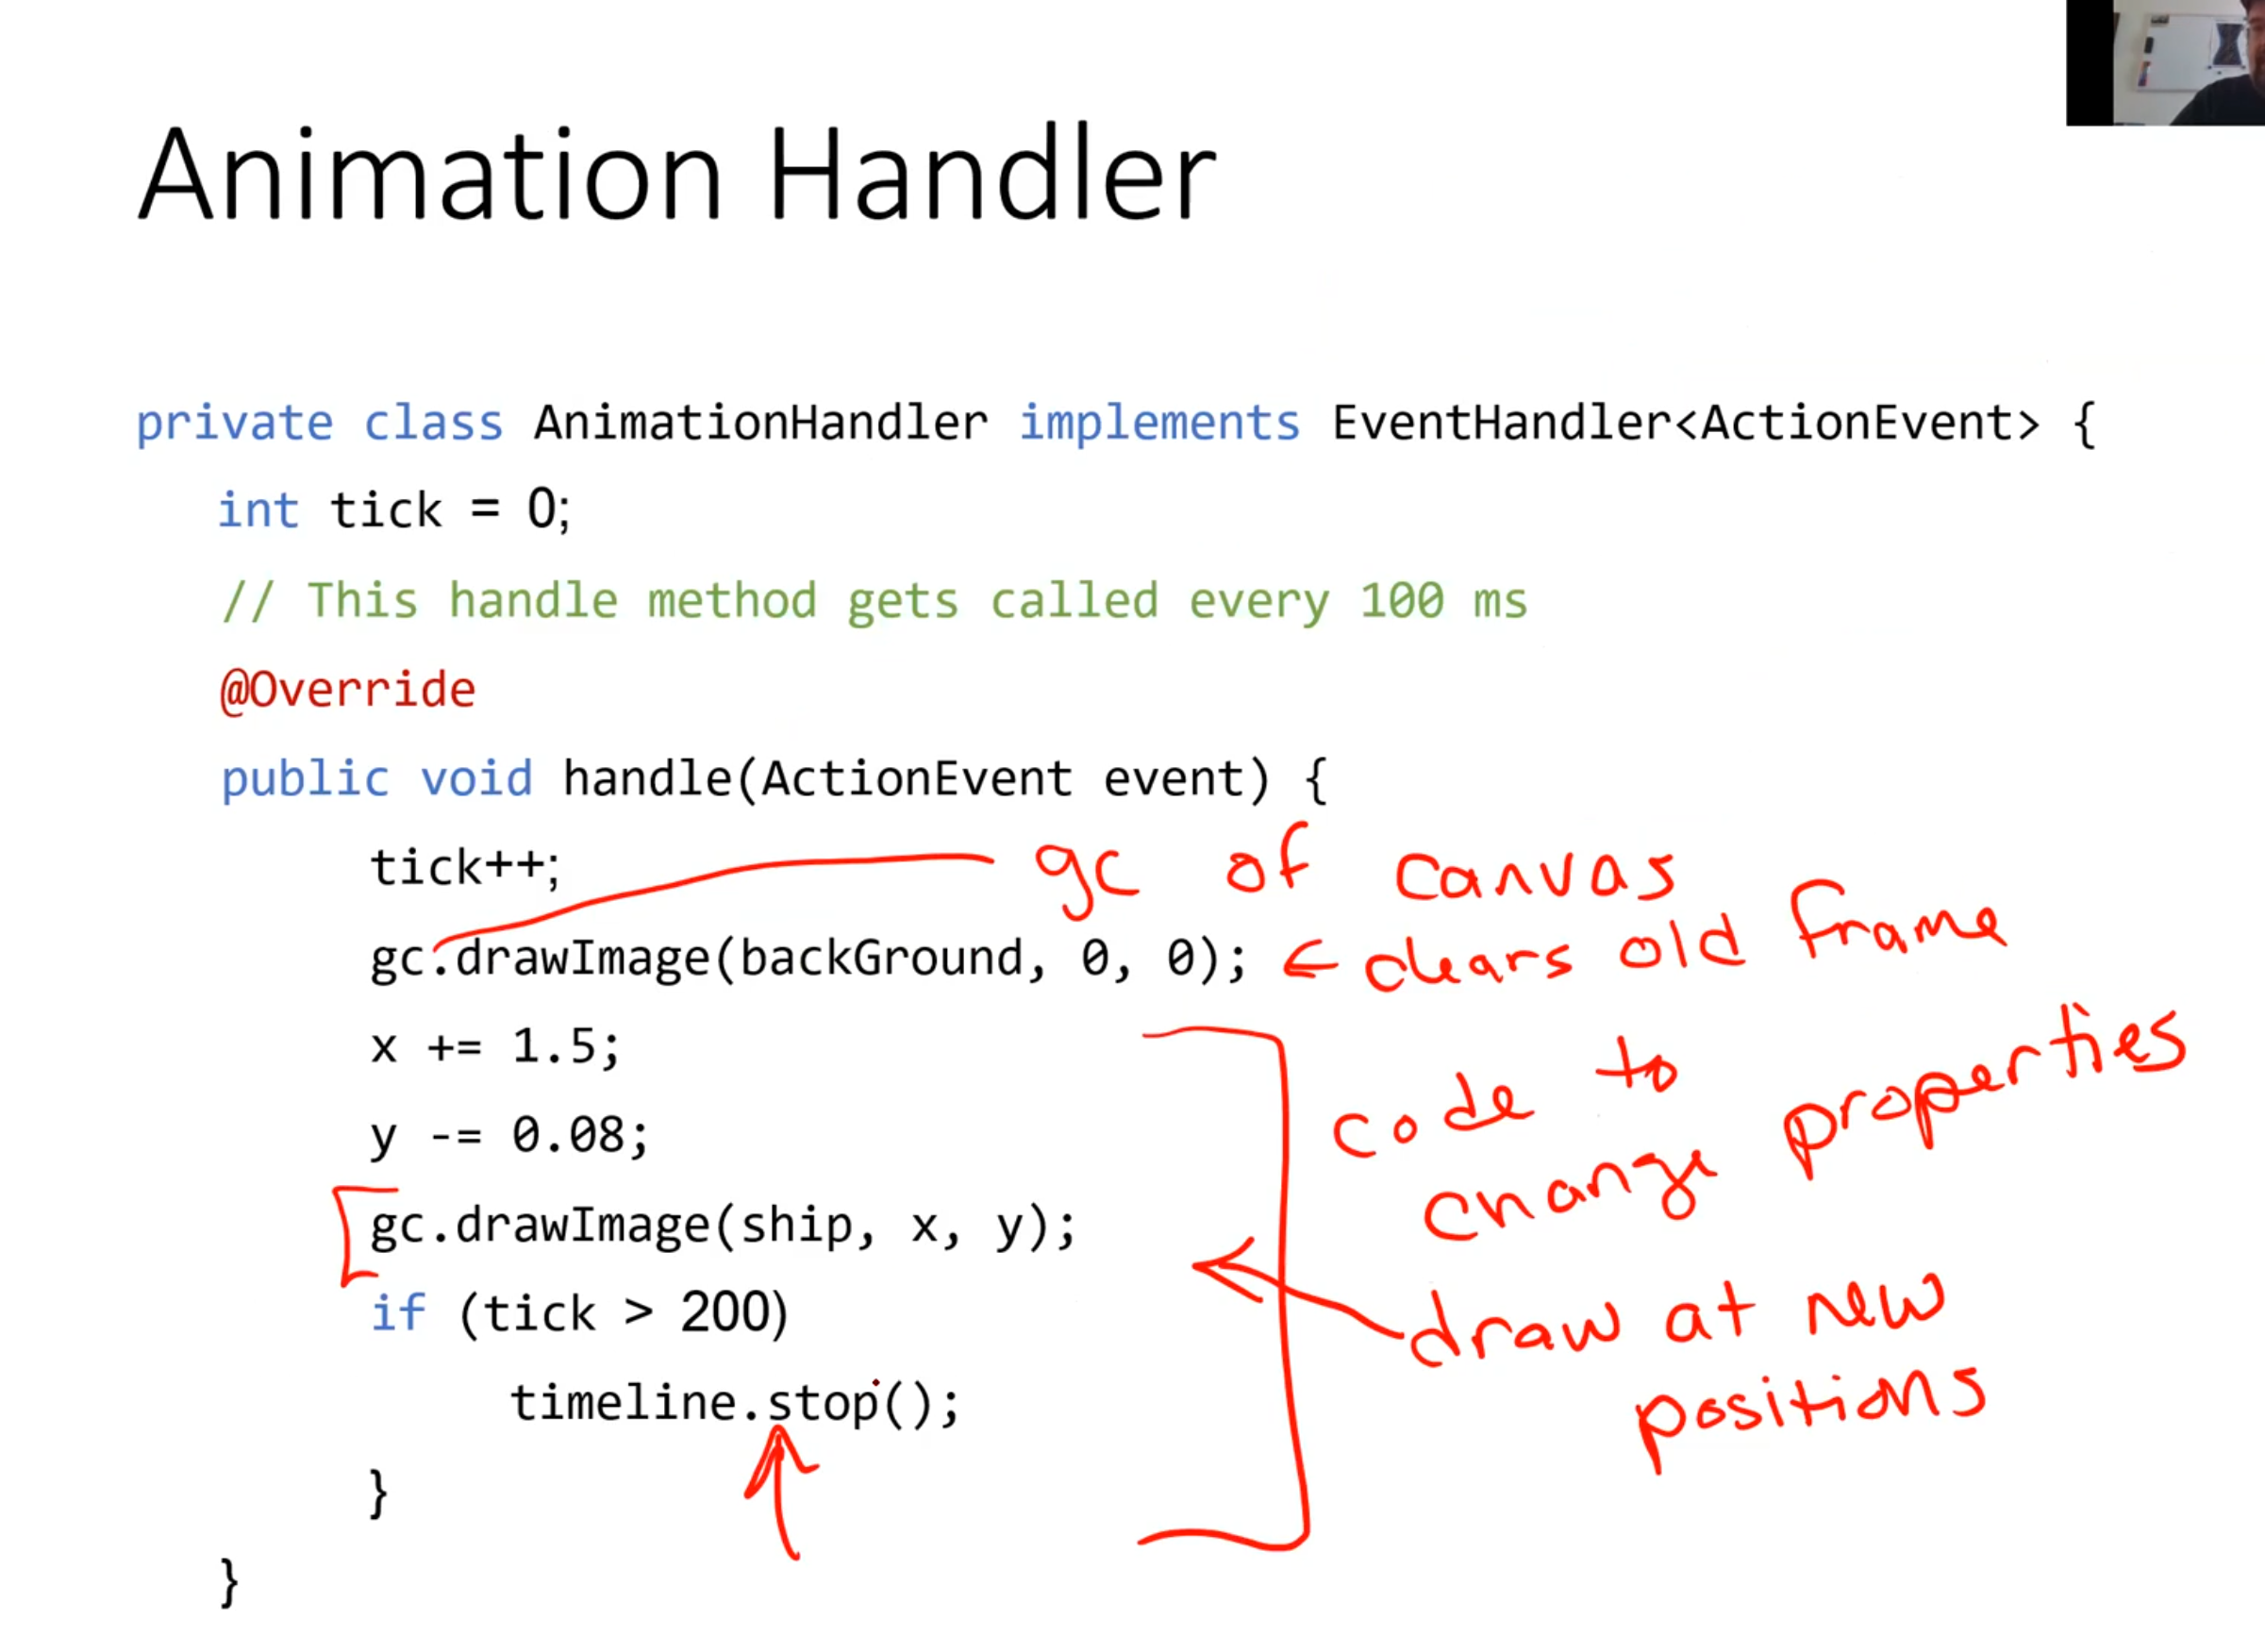 Animation Handler
private class AnimationHandler implements EventHandler<ActionEvent> {
int tick = 0;
// This handle method gets called every 100 ms
@Override
public void handle(ActionEvent event) {
tick++;
gc of canvas
gc.drawImage(backGround, 0, 0);
clears old frame
x += 1.5;
code to
change properties
y -= 0.08;
gc.drawImage(ship, x, y);
draw at new
positions
if (tick > 200)
timeline.stop();
}
}